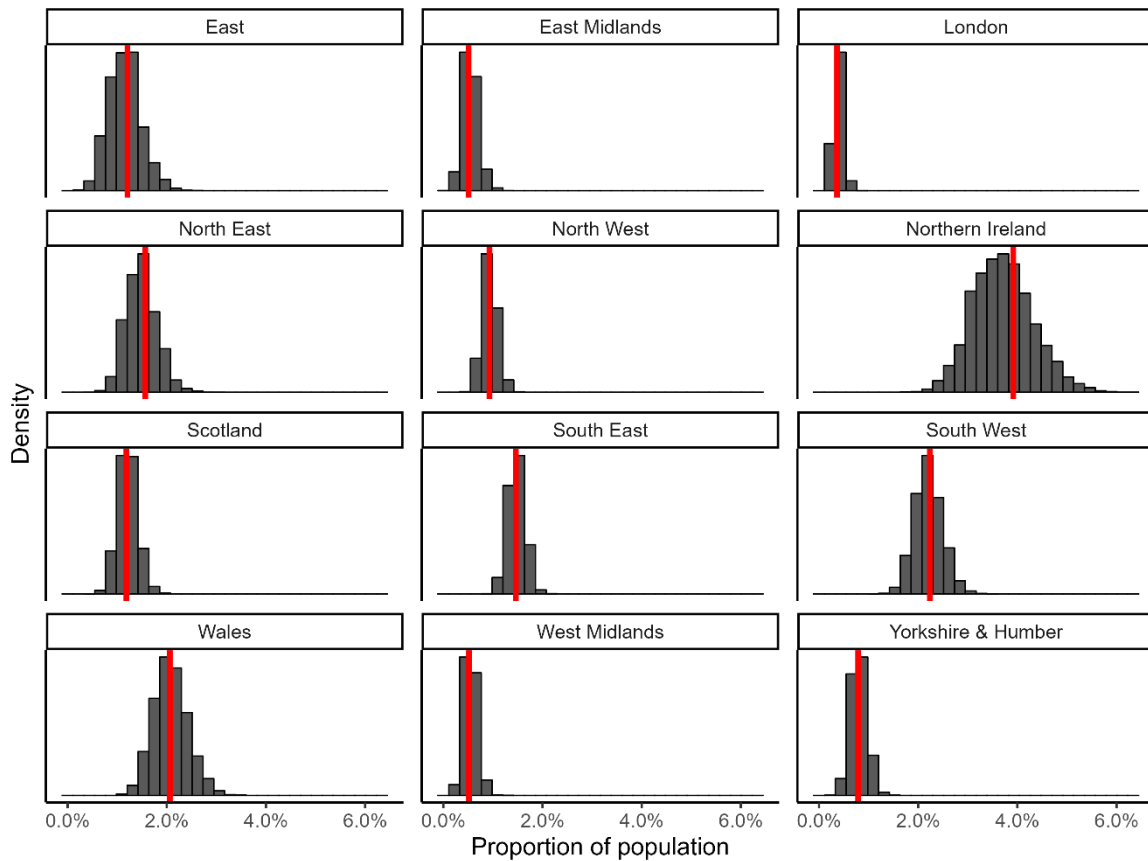 East
East Midlands
London
North East
North West
Northern Ireland
Scotland
South East
South West
Wales
West Midlands
Yorkshire & Humber
Density
0.0% 2.0% 4.0% 6.0%
0.0% 2.0% 4.0% 6.0%
0.0% 2.0% 4.0% 6.0%
Proportion of population